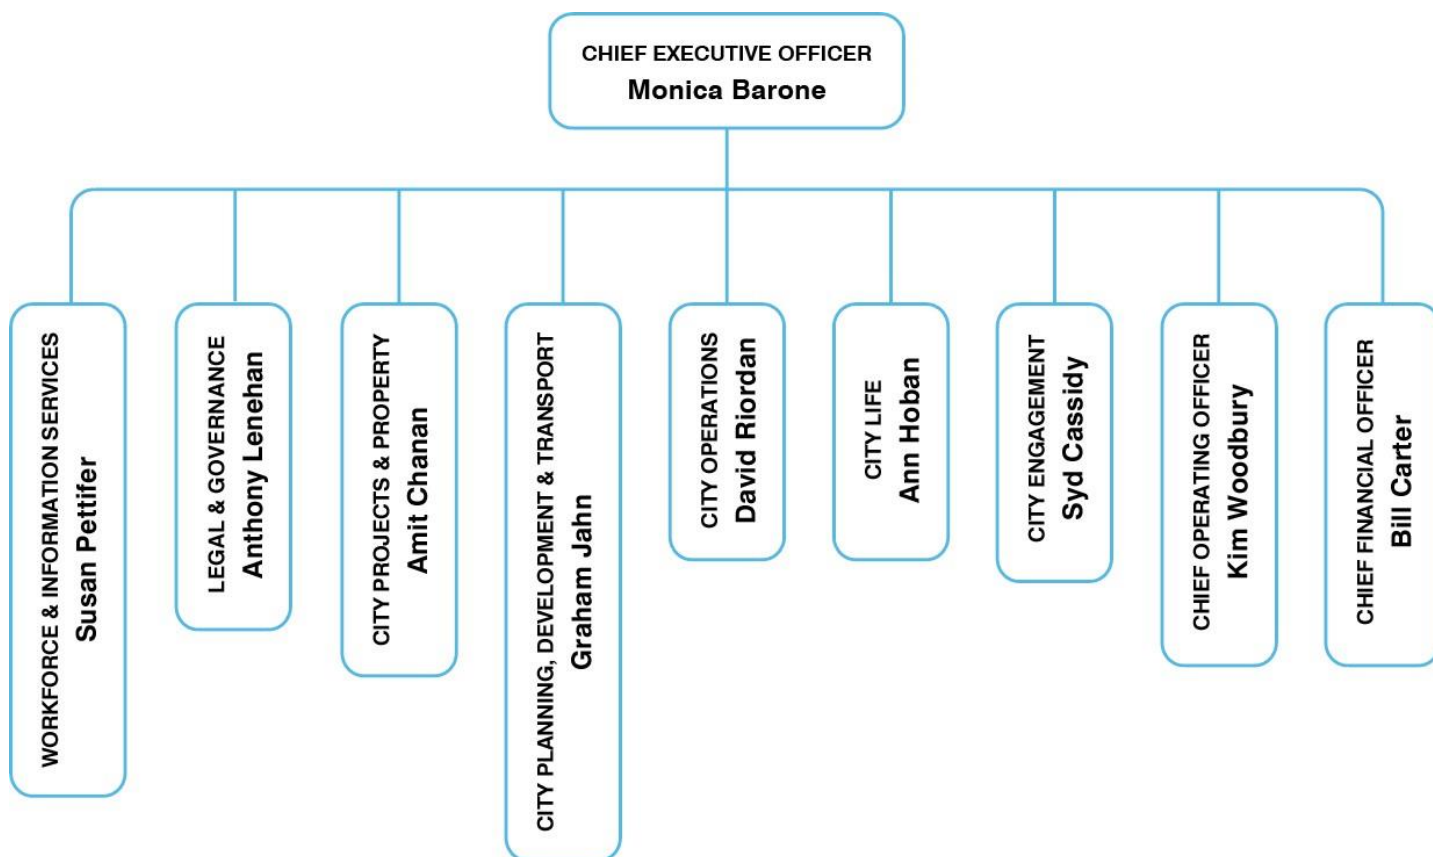 CHIEF EXECUTIVE OFFICER
Monica Barone
WORKFORCE & INFORMATION SERVICES
Susan Pettifer
LEGAL & GOVERNANCE
Anthony Lenehan
CITY PROJECTS & PROPERTY
Amit Chanan
CITY PLANNING, DEVELOPMENT & TRANSPORT
Graham Jahn
CITY OPERATIONS
David Riordan
CITY LIFE
Ann Hoban
CITY ENGAGEMENT
Syd Cassidy
CHIEF OPERATING OFFICER
Kim Woodbury
CHIEF FINANCIAL OFFICER
Bill Carter